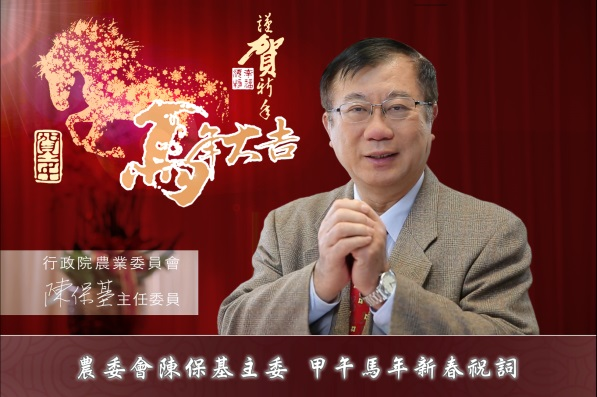 謹
賀
新年
馬年大吉
行政院農業委員會
陳保基主任委員
農委會陳保基主委 甲午馬年新春祝詞